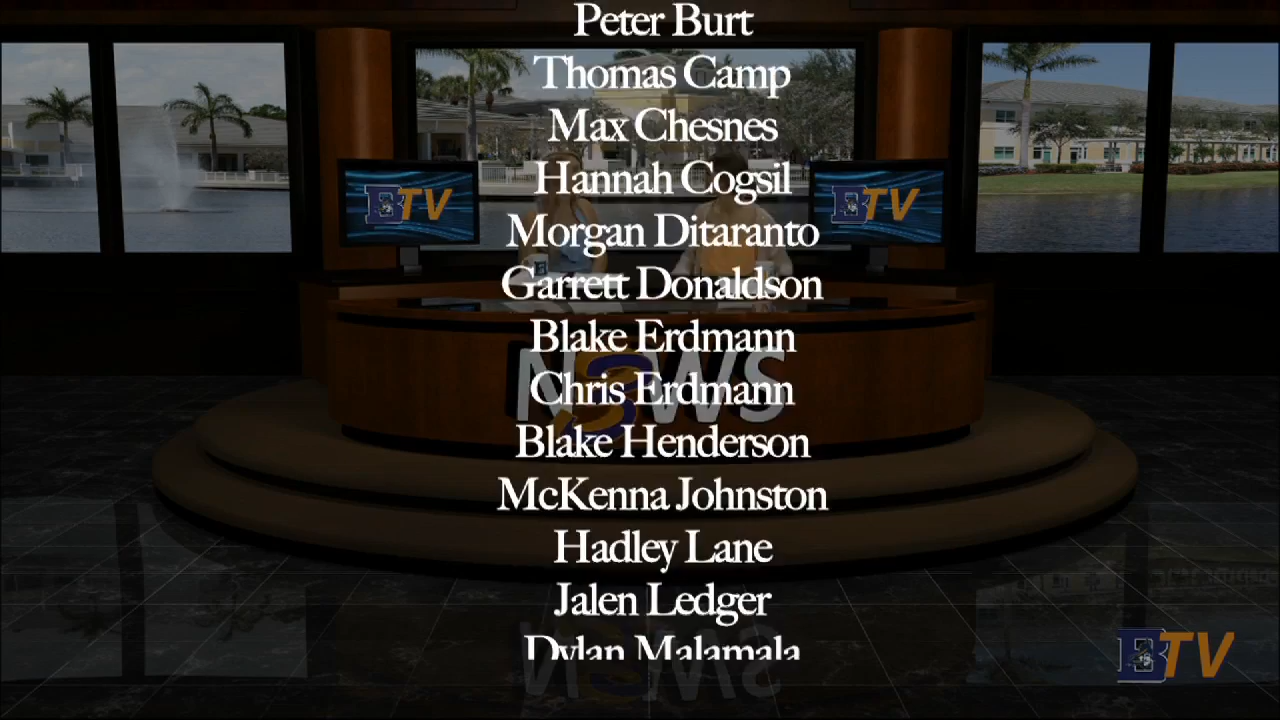 Peter Burt
Thomas Camp
Max Chesnes
Hannah Cogsil
Morgan Ditaranto
BTV
BTV
Garrett Donaldson
Blake Erdmann
NBWS
Chris Erdmann
Blake Henderson
McKenna Johnston
Hadley Lane
Jalen Ledger
Dylan Malamala
BTV